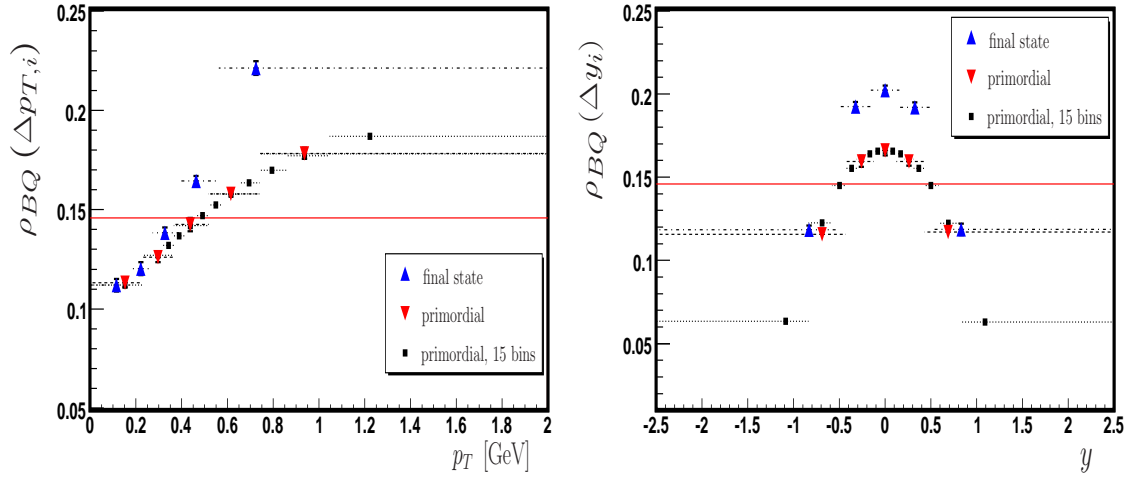 ρBQ (ΔpT,i)
0.25
0.2
0.15
0.1
0.05
final state
primordial
primordial, 15 bins
0 0.2 0.4 0.6 0.8 1 1.2 1.4 1.6 1.8 2
pT [GeV]
ρBQ (Δyi)
0.25
0.2
0.15
0.1
0.05
final state
primordial
primordial, 15 bins
-2.5 -2 -1.5 -1 -0.5 0 0.5 1 1.5 2 2.5
y